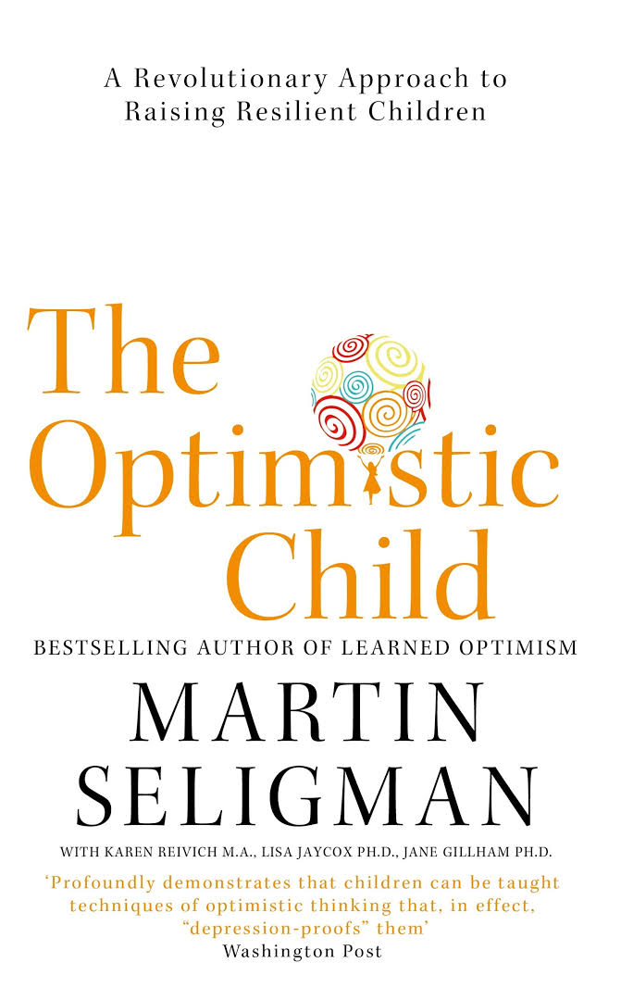 A Revolutionary Approach to
Raising Resilient Children
The
Optimistic
Child
BESTSELLING AUTHOR OF LEARNED OPTIMISM
MARTIN
SELIGMAN
WITH KAREN REIVICH M.A., LISA JAYCOX PH.D., JANE GILLHAM PH.D.
‘Profoundly demonstrates that children can be taught
techniques of optimistic thinking that, in effect,
“depression-proofs” them’
Washington Post